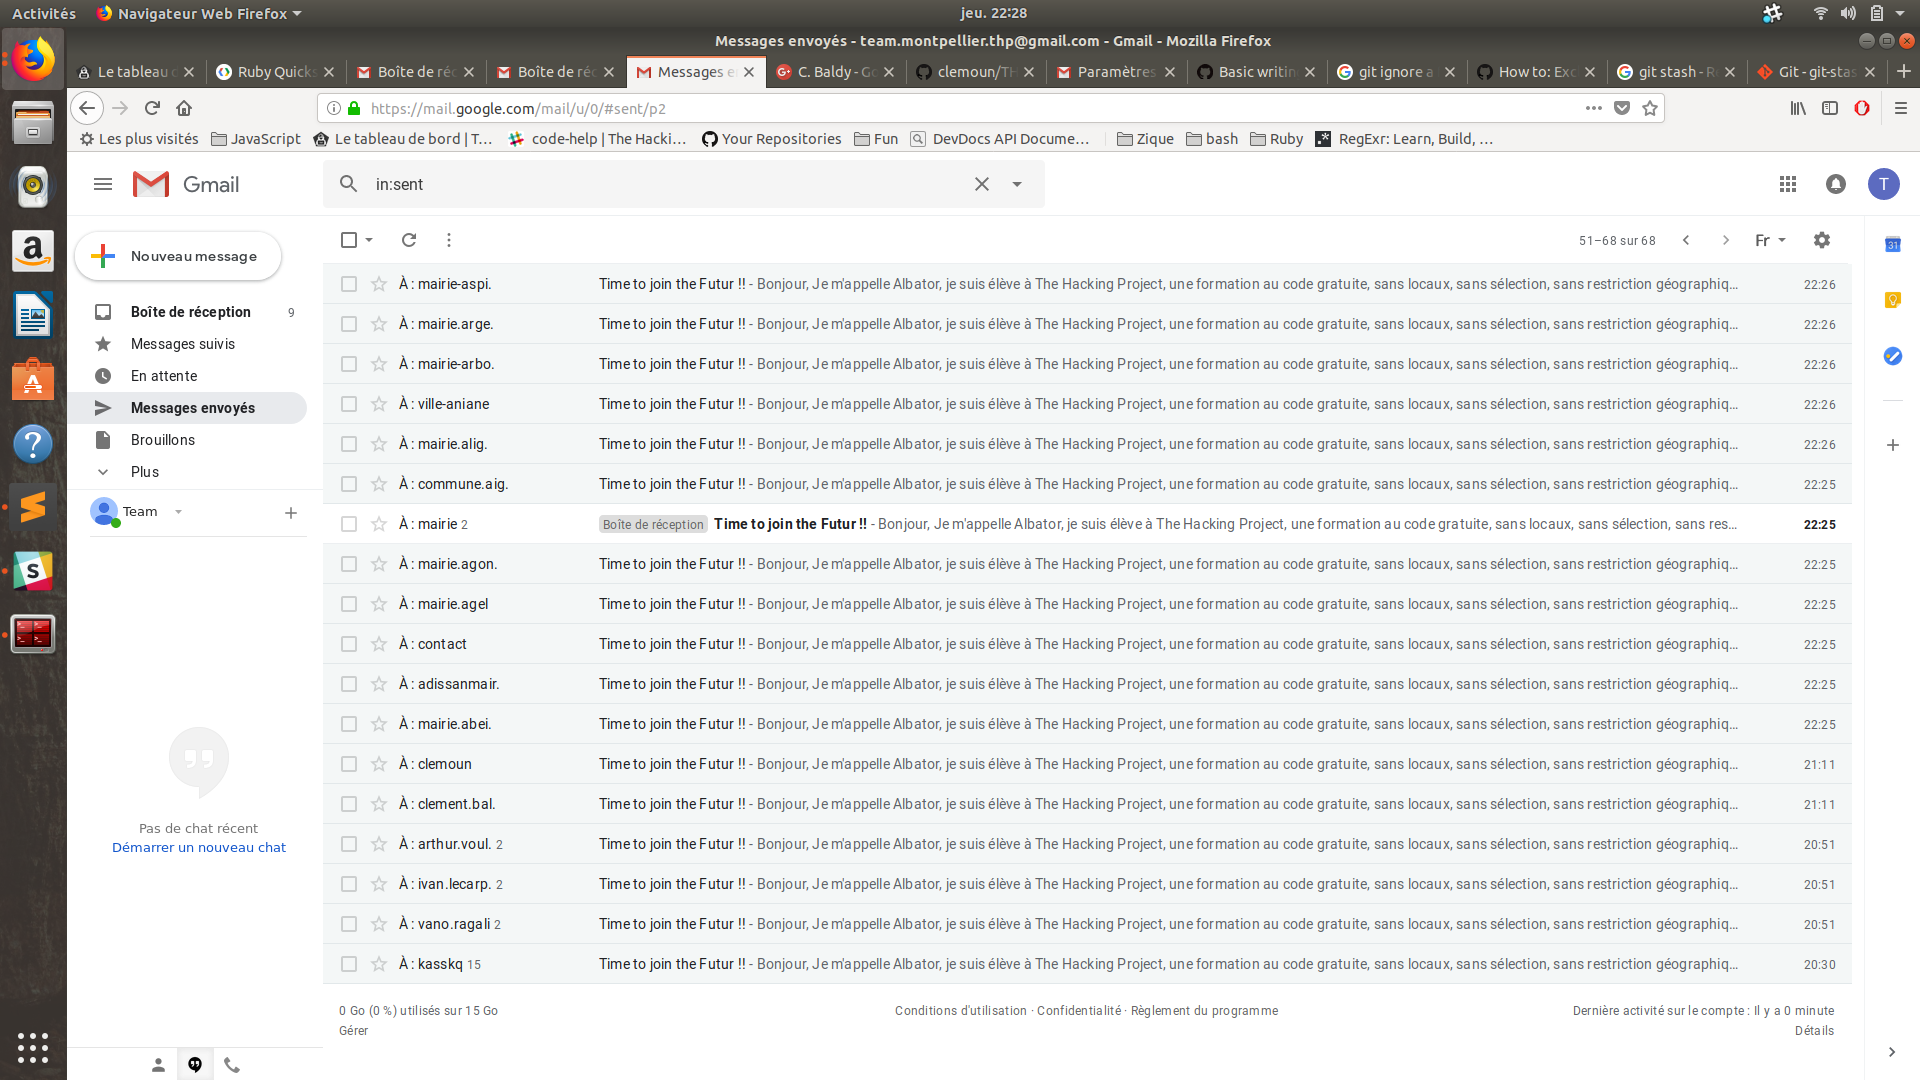 Activités Navigateur Web Firefox jeu. 22:28
Messages envoyés - team.montpellier.thp@gmail.com - Gmail - Mozilla Firefox
Le tableau d Ruby Quicks Boîte de réc Boîte de réc Messages en C. Baldy - Go clemoun/TH Paramètres Basic writin git ignore a How to: Exc git stash - R Git - git-stas
https://mail.google.com/mail/u/0/#sent/p2
Les plus visités JavaScript Le tableau de bord | T... code-help | The Hacki... Your Repositories Fun DevDocs API Docume... Zique bash Ruby RegExr: Learn, Build, ...
Gmail in:sent T
Nouveau message 51–68 sur 68 Fr 31
Boîte de réception 9
Messages suivis
En attente
Messages envoyés
Brouillons
Plus
Team
Pas de chat récent
Démarrer un nouveau chat
À : mairie-aspi. Time to join the Futur !! - Bonjour, Je m'appelle Albator, je suis élève à The Hacking Project, une formation au code gratuite, sans locaux, sans sélection, sans restriction géographiq... 22:26
À : mairie.arge. Time to join the Futur !! - Bonjour, Je m'appelle Albator, je suis élève à The Hacking Project, une formation au code gratuite, sans locaux, sans sélection, sans restriction géographiq... 22:26
À : mairie-arbo. Time to join the Futur !! - Bonjour, Je m'appelle Albator, je suis élève à The Hacking Project, une formation au code gratuite, sans locaux, sans sélection, sans restriction géographiq... 22:26
À : ville-aniane Time to join the Futur !! - Bonjour, Je m'appelle Albator, je suis élève à The Hacking Project, une formation au code gratuite, sans locaux, sans sélection, sans restriction géographiq... 22:26
À : mairie.alig. Time to join the Futur !! - Bonjour, Je m'appelle Albator, je suis élève à The Hacking Project, une formation au code gratuite, sans locaux, sans sélection, sans restriction géographiq... 22:26
À : commune.aig. Time to join the Futur !! - Bonjour, Je m'appelle Albator, je suis élève à The Hacking Project, une formation au code gratuite, sans locaux, sans sélection, sans restriction géographiq... 22:25
À : mairie 2 Boîte de réception Time to join the Futur !! - Bonjour, Je m'appelle Albator, je suis élève à The Hacking Project, une formation au code gratuite, sans locaux, sans sélection, sans res... 22:25
À : mairie.agon. Time to join the Futur !! - Bonjour, Je m'appelle Albator, je suis élève à The Hacking Project, une formation au code gratuite, sans locaux, sans sélection, sans restriction géographiq... 22:25
À : mairie.agel Time to join the Futur !! - Bonjour, Je m'appelle Albator, je suis élève à The Hacking Project, une formation au code gratuite, sans locaux, sans sélection, sans restriction géographiq... 22:25
À : contact Time to join the Futur !! - Bonjour, Je m'appelle Albator, je suis élève à The Hacking Project, une formation au code gratuite, sans locaux, sans sélection, sans restriction géographiq... 22:25
À : adissanmair. Time to join the Futur !! - Bonjour, Je m'appelle Albator, je suis élève à The Hacking Project, une formation au code gratuite, sans locaux, sans sélection, sans restriction géographiq... 22:25
À : mairie.abei. Time to join the Futur !! - Bonjour, Je m'appelle Albator, je suis élève à The Hacking Project, une formation au code gratuite, sans locaux, sans sélection, sans restriction géographiq... 22:25
À : clemoun Time to join the Futur !! - Bonjour, Je m'appelle Albator, je suis élève à The Hacking Project, une formation au code gratuite, sans locaux, sans sélection, sans restriction géographiq... 21:11
À : clement.bal. Time to join the Futur !! - Bonjour, Je m'appelle Albator, je suis élève à The Hacking Project, une formation au code gratuite, sans locaux, sans sélection, sans restriction géographiq... 21:11
À : arthur.voul. 2 Time to join the Futur !! - Bonjour, Je m'appelle Albator, je suis élève à The Hacking Project, une formation au code gratuite, sans locaux, sans sélection, sans restriction géographiq... 20:51
À : ivan.lecarp. 2 Time to join the Futur !! - Bonjour, Je m'appelle Albator, je suis élève à The Hacking Project, une formation au code gratuite, sans locaux, sans sélection, sans restriction géographiq... 20:51
À : vano.ragali 2 Time to join the Futur !! - Bonjour, Je m'appelle Albator, je suis élève à The Hacking Project, une formation au code gratuite, sans locaux, sans sélection, sans restriction géographiq... 20:51
À : kasskq 15 Time to join the Futur !! - Bonjour, Je m'appelle Albator, je suis élève à The Hacking Project, une formation au code gratuite, sans locaux, sans sélection, sans restriction géographiq... 20:30
0 Go (0 %) utilisés sur 15 Go Conditions d'utilisation · Confidentialité · Règlement du programme Dernière activité sur le compte : Il y a 0 minute
Gérer Détails